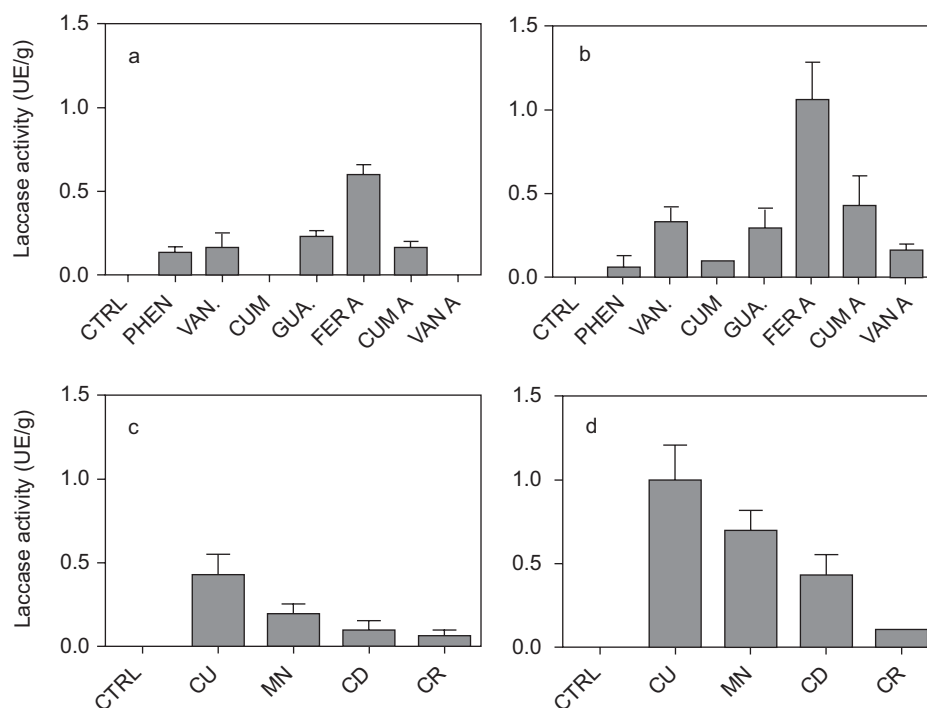 a
1.5
1.0
0.5
0.0
Laccase activity (UE/g)
CTRL PHEN VAN. CUM GUA. FER A CUM A VAN A
b
1.5
1.0
0.5
0.0
CTRL PHEN VAN. CUM GUA. FER A CUM A VAN A
c
1.5
1.0
0.5
0.0
Laccase activity (UE/g)
CTRL CU MN CD CR
d
1.5
1.0
0.5
0.0
CTRL CU MN CD CR